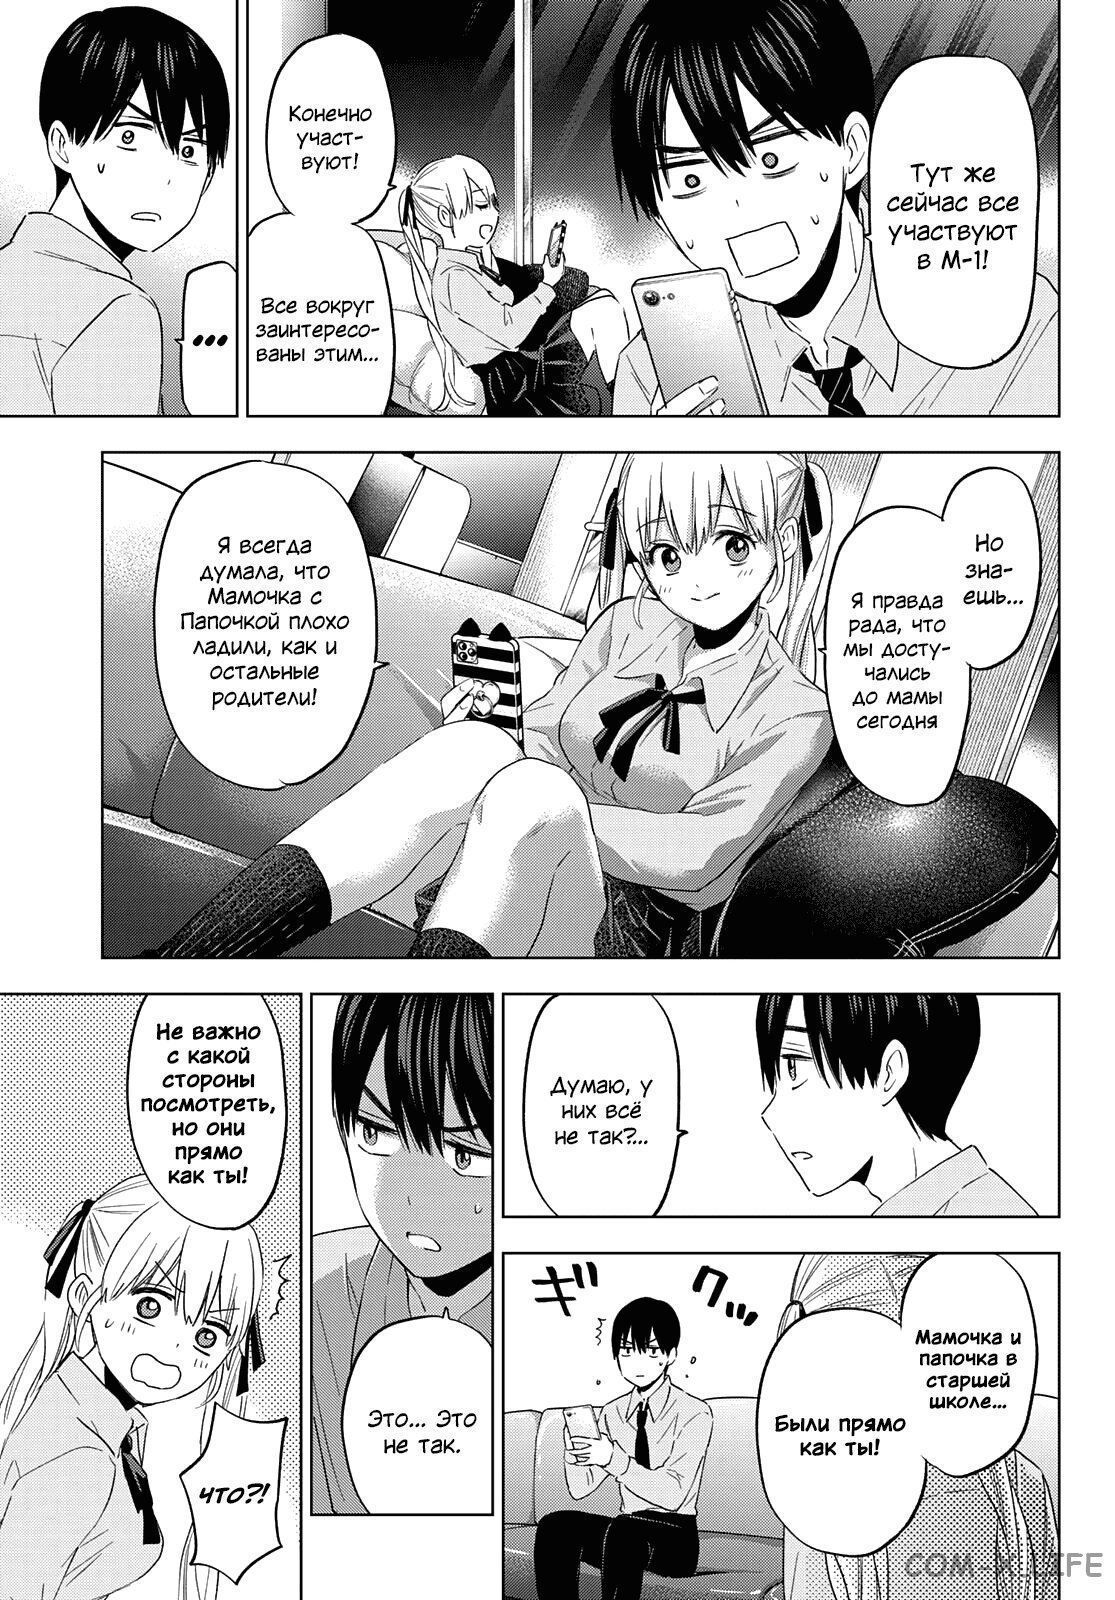 Тут же
сейчас все
участвуют
в М-1!
Конечно
участ-
вуют!
Все вокруг
заинтересо-
ваны этим...
...
Но
зна-
ешь...
Я правда
рада, что
мы досту-
чались
до мамы
сегодня
Я всегда
думала, что
Мамочка с
Папочкой плохо
ладили, как и
остальные
родители!
Думаю, у
них всё
не так?...
Мамочка и
папочка в
старшей
школе...
Были прямо
как ты!
ギクッ
Это... Это
не так.
Не важно
с какой
стороны
посмотреть,
но они
прямо
как ты!
что?!
COM-X.LIFE